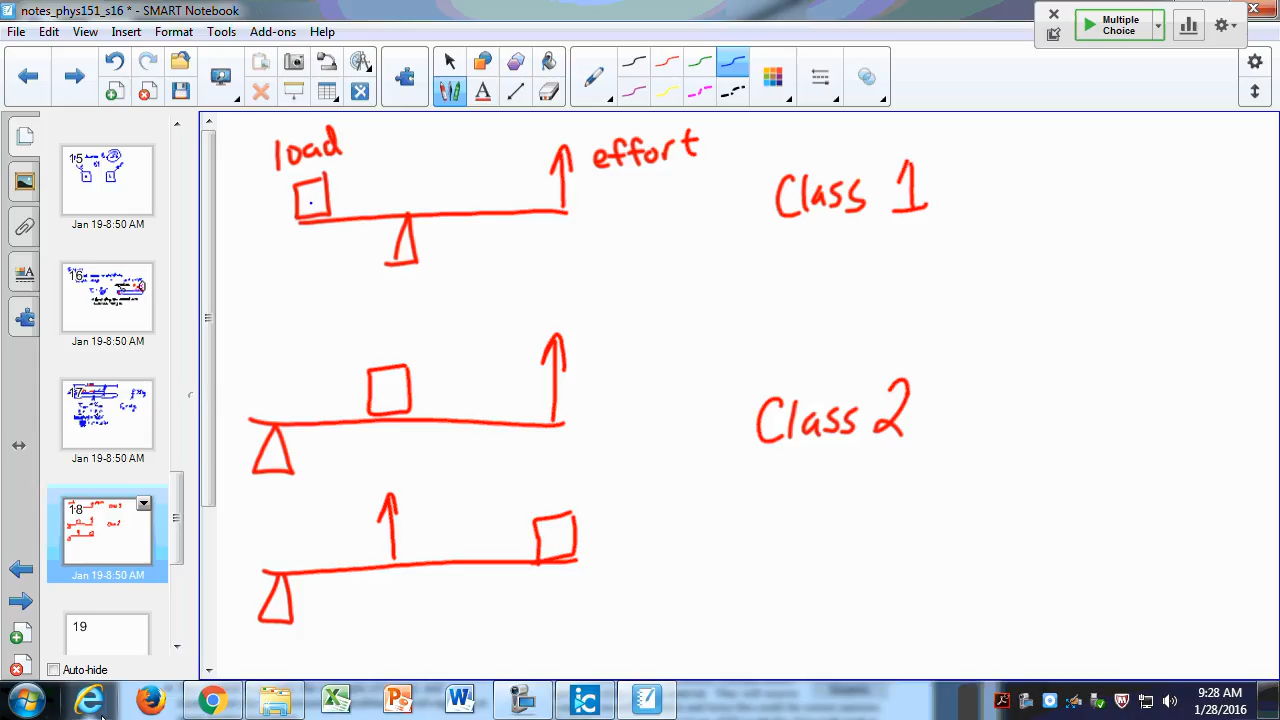 notes_phys151_s16 * - SMART Notebook
Multiple
Choice
File Edit View Insert Format Tools Add-ons Help
load
effort
Class 1
Class 2
15
Jan 19-8:50 AM
16
Jan 19-8:50 AM
17
Jan 19-8:50 AM
18
Jan 19-8:50 AM
19
Auto-hide
9:28 AM
1/28/2016